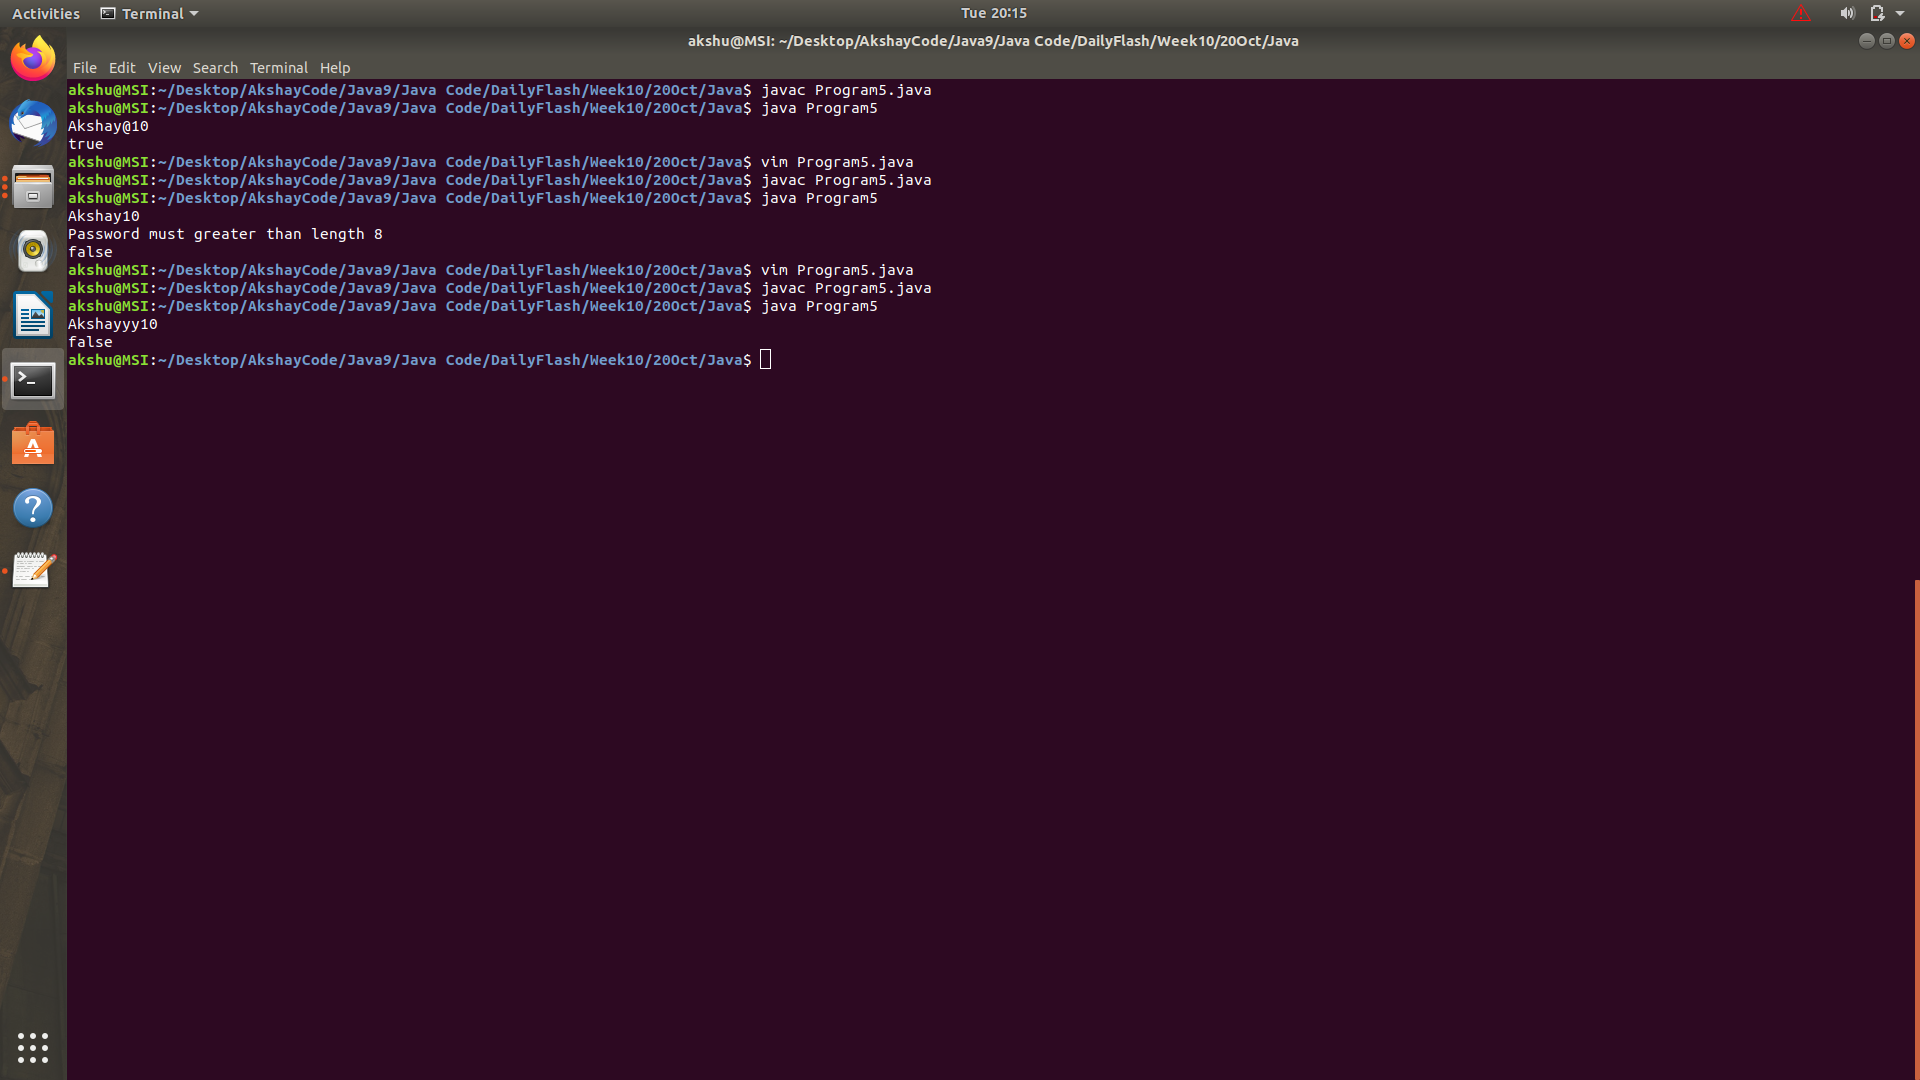 Activities Terminal Tue 20:15
akshu@MSI: ~/Desktop/AkshayCode/Java9/Java Code/DailyFlash/Week10/20Oct/Java
File Edit View Search Terminal Help
akshu@MSI:~/Desktop/AkshayCode/Java9/Java Code/DailyFlash/Week10/20Oct/Java$ javac Program5.java
akshu@MSI:~/Desktop/AkshayCode/Java9/Java Code/DailyFlash/Week10/20Oct/Java$ java Program5
Akshay@10
true
akshu@MSI:~/Desktop/AkshayCode/Java9/Java Code/DailyFlash/Week10/20Oct/Java$ vim Program5.java
akshu@MSI:~/Desktop/AkshayCode/Java9/Java Code/DailyFlash/Week10/20Oct/Java$ javac Program5.java
akshu@MSI:~/Desktop/AkshayCode/Java9/Java Code/DailyFlash/Week10/20Oct/Java$ java Program5
Akshay10
Password must greater than length 8
false
akshu@MSI:~/Desktop/AkshayCode/Java9/Java Code/DailyFlash/Week10/20Oct/Java$ vim Program5.java
akshu@MSI:~/Desktop/AkshayCode/Java9/Java Code/DailyFlash/Week10/20Oct/Java$ javac Program5.java
akshu@MSI:~/Desktop/AkshayCode/Java9/Java Code/DailyFlash/Week10/20Oct/Java$ java Program5
Akshayyy10
false
akshu@MSI:~/Desktop/AkshayCode/Java9/Java Code/DailyFlash/Week10/20Oct/Java$